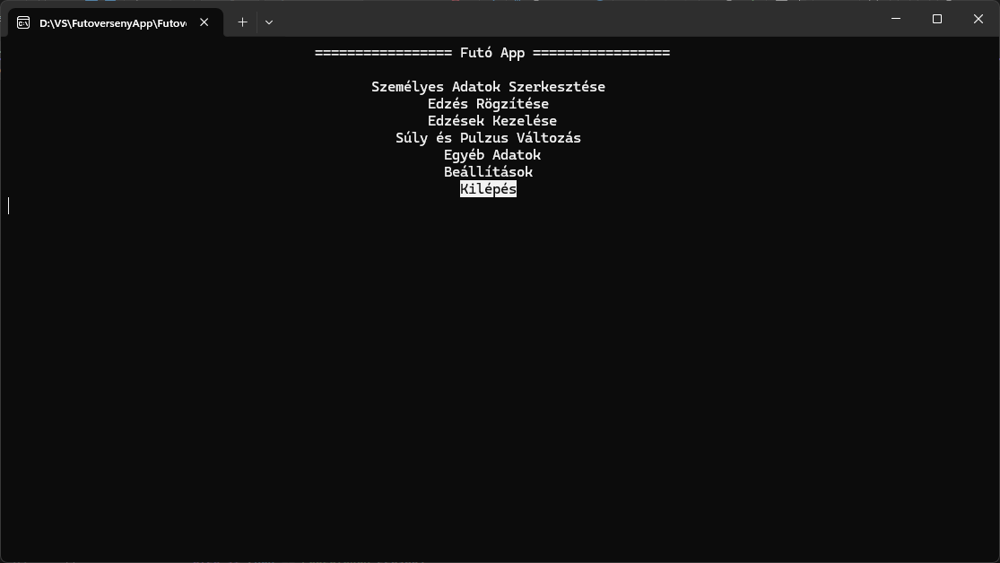 D:\VS\FutoversenyApp\Futov
================= Futó App =================
Személyes Adatok Szerkesztése
Edzés Rögzítése
Edzések Kezelése
Súly és Pulzus Változás
Egyéb Adatok
Beállítások
Kilépés